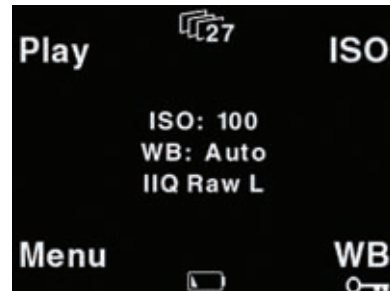 27
Play ISO
ISO: 100
WB: Auto
IIQ Raw L
Menu WB